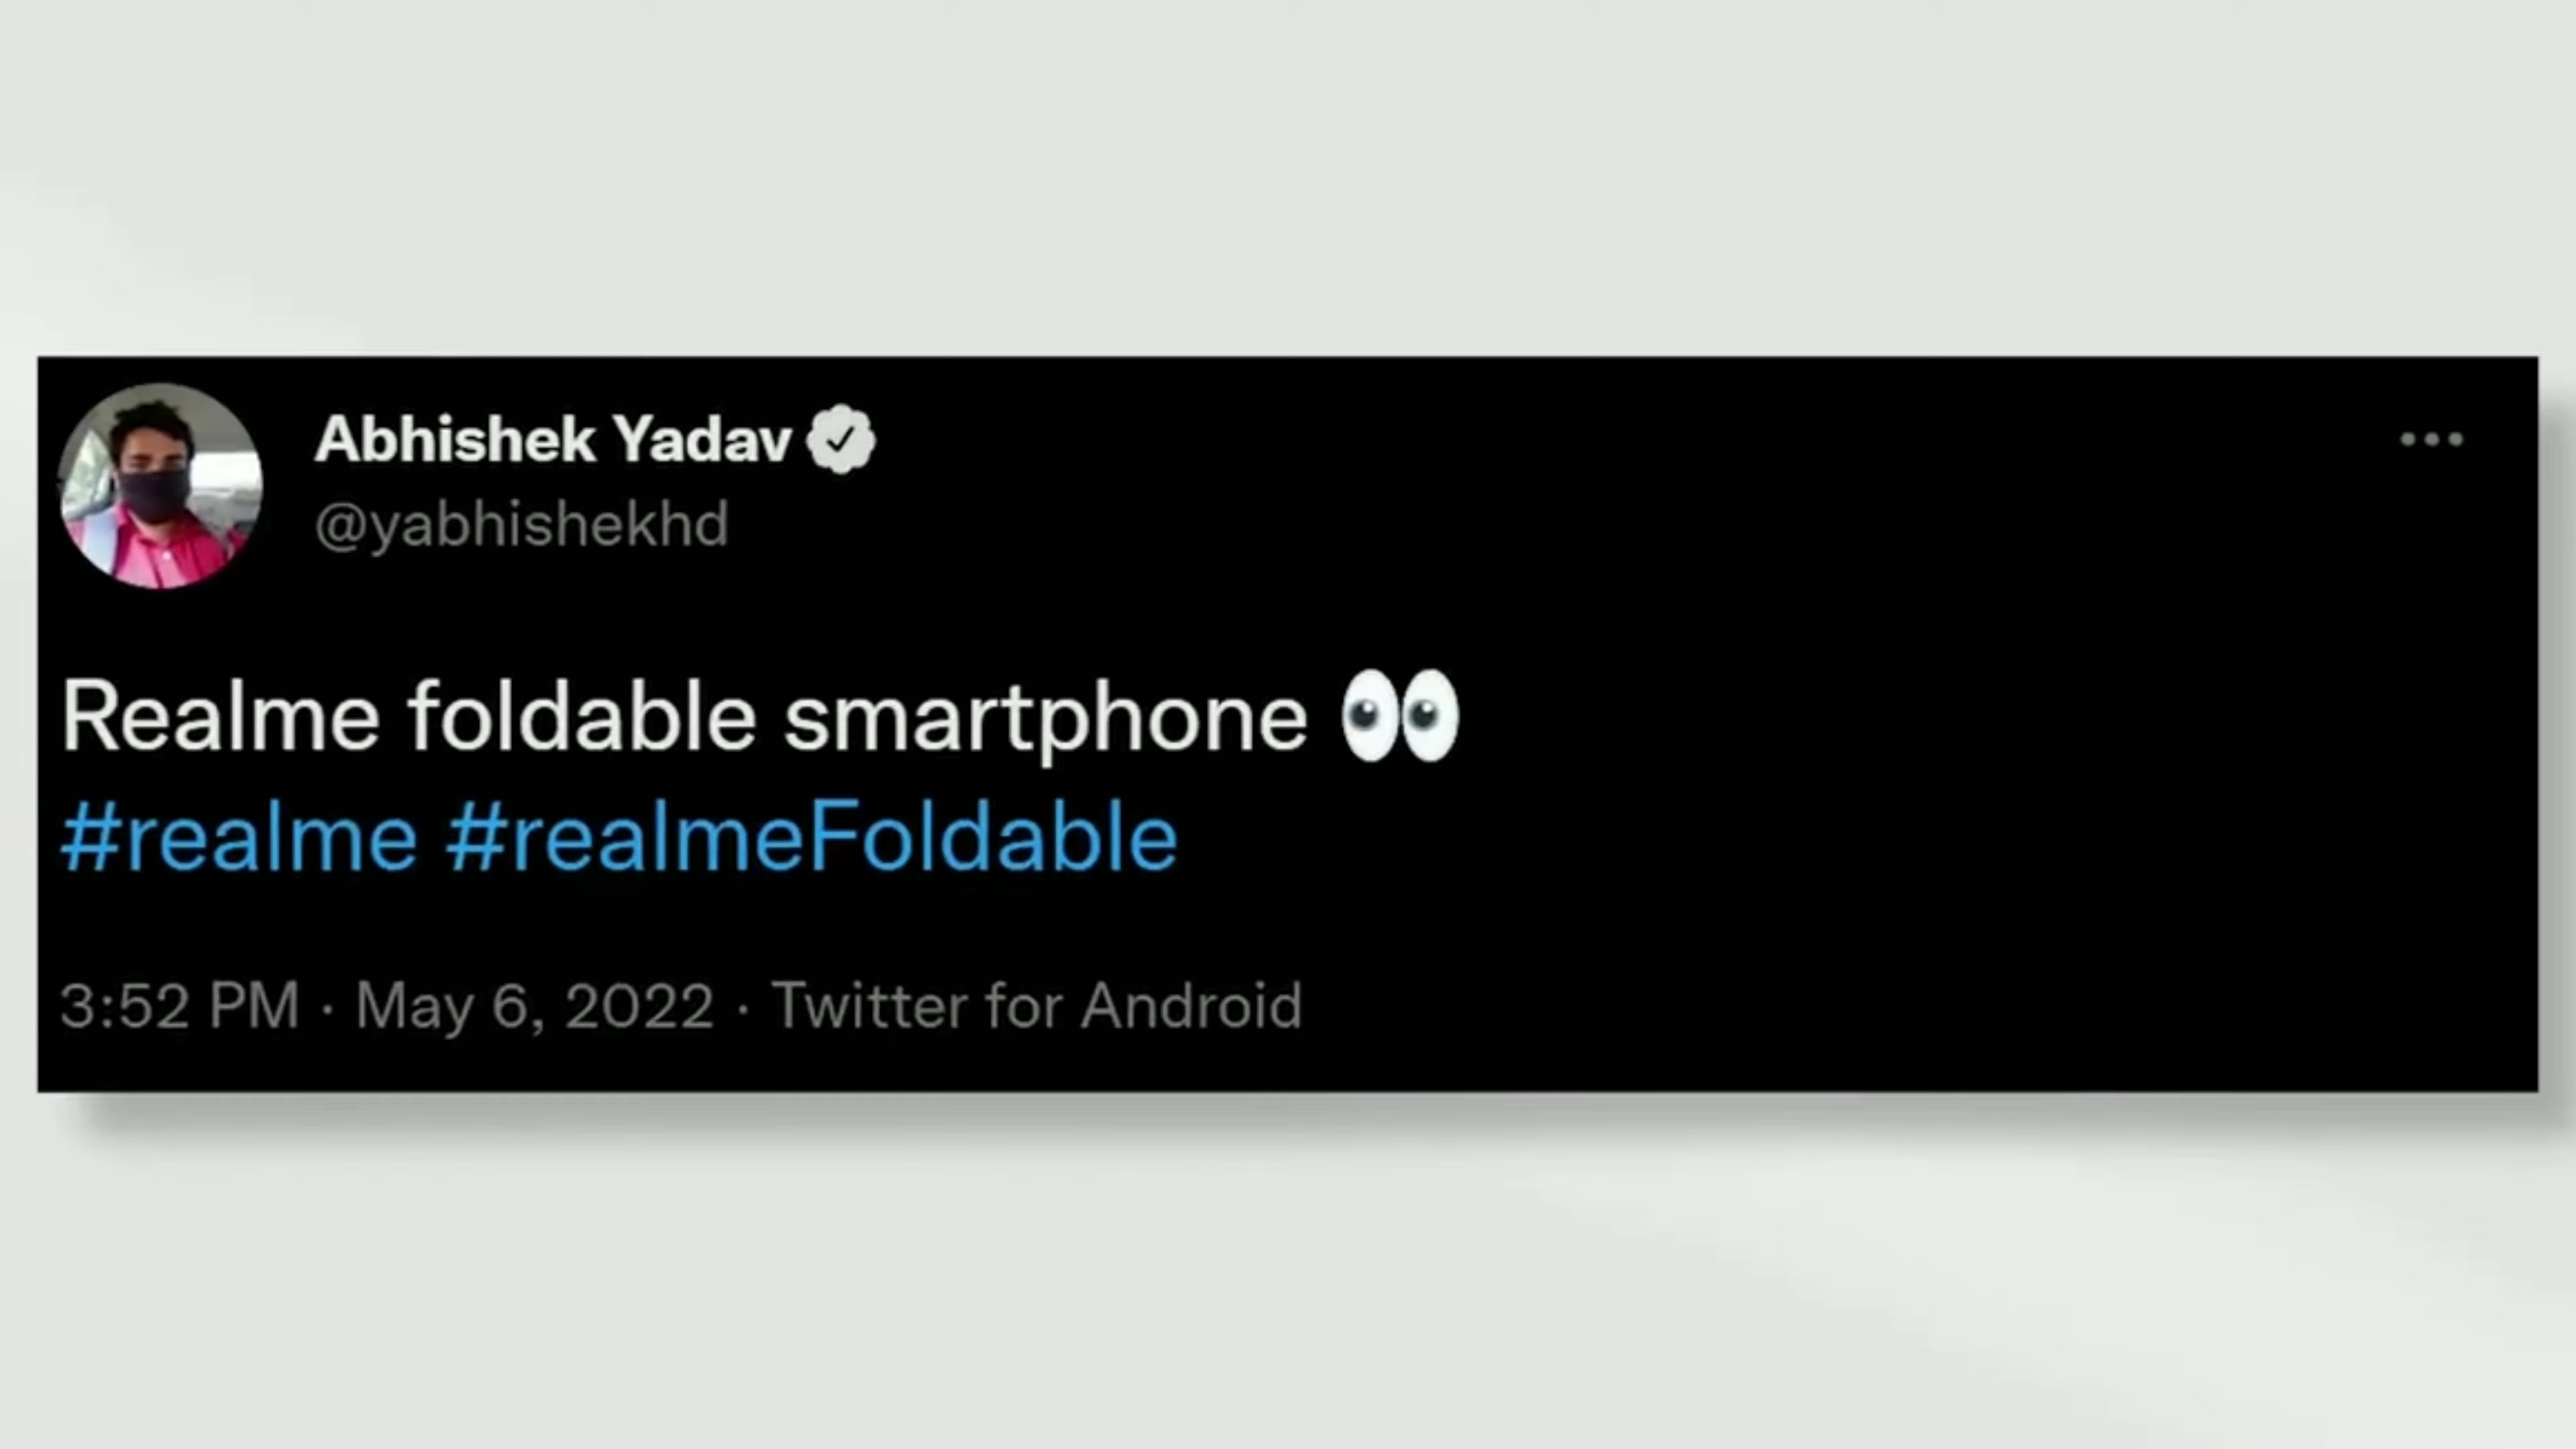 Abhishek Yadav
@yabhishekhd
Realme foldable smartphone 👀
#realme #realmeFoldable
3:52 PM · May 6, 2022 · Twitter for Android